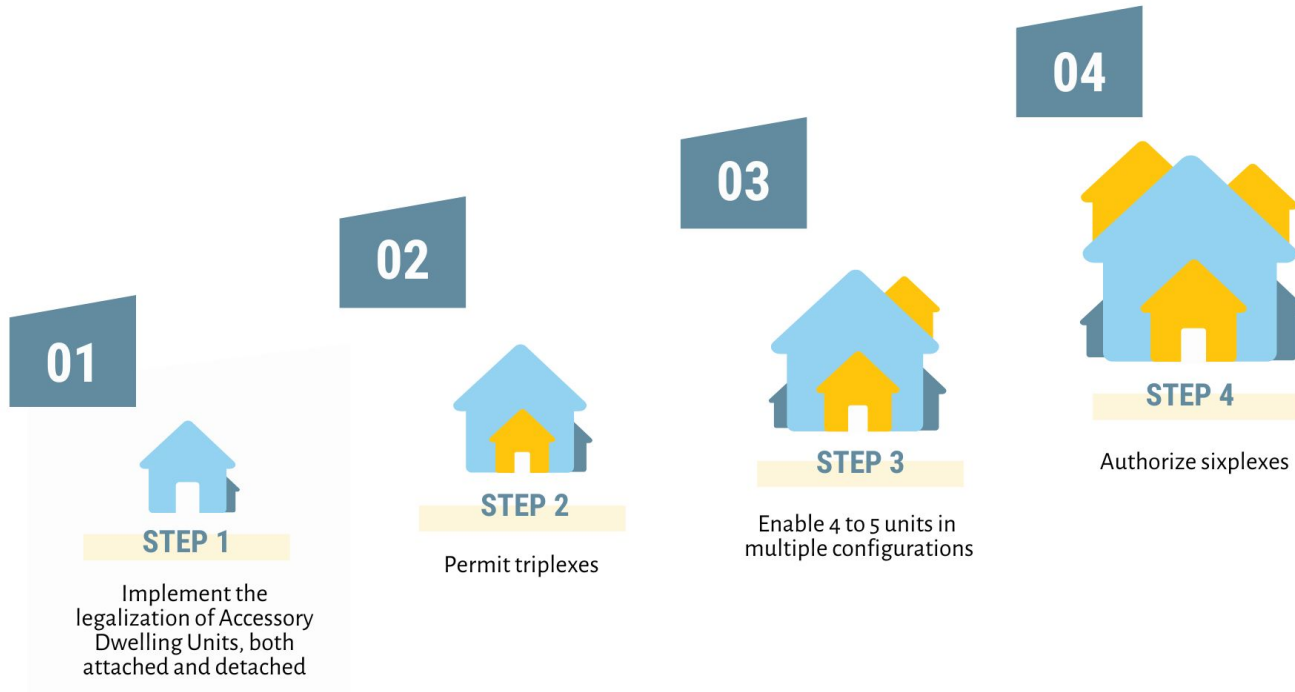 01
STEP 1
Implement the
legalization of Accessory
Dwelling Units, both
attached and detached
02
STEP 2
Permit triplexes
03
STEP 3
Enable 4 to 5 units in
multiple configurations
04
STEP 4
Authorize sixplexes